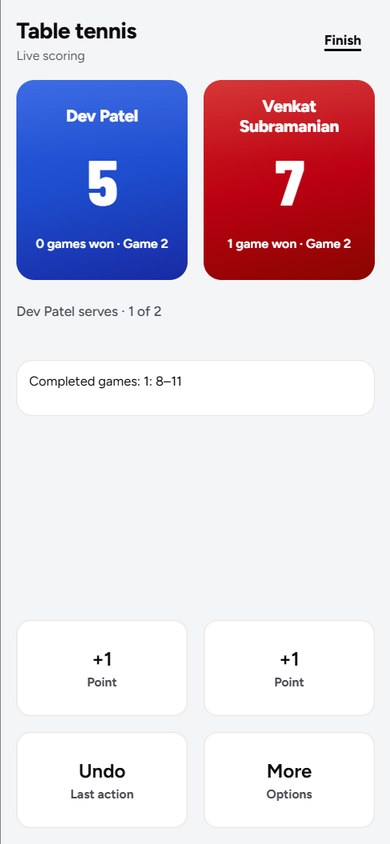 Table tennis
Live scoring
Finish
Dev Patel
5
0 games won · Game 2
Venkat
Subramanian
7
1 game won · Game 2
Dev Patel serves · 1 of 2
Completed games: 1: 8–11
+1
Point
+1
Point
Undo
Last action
More
Options